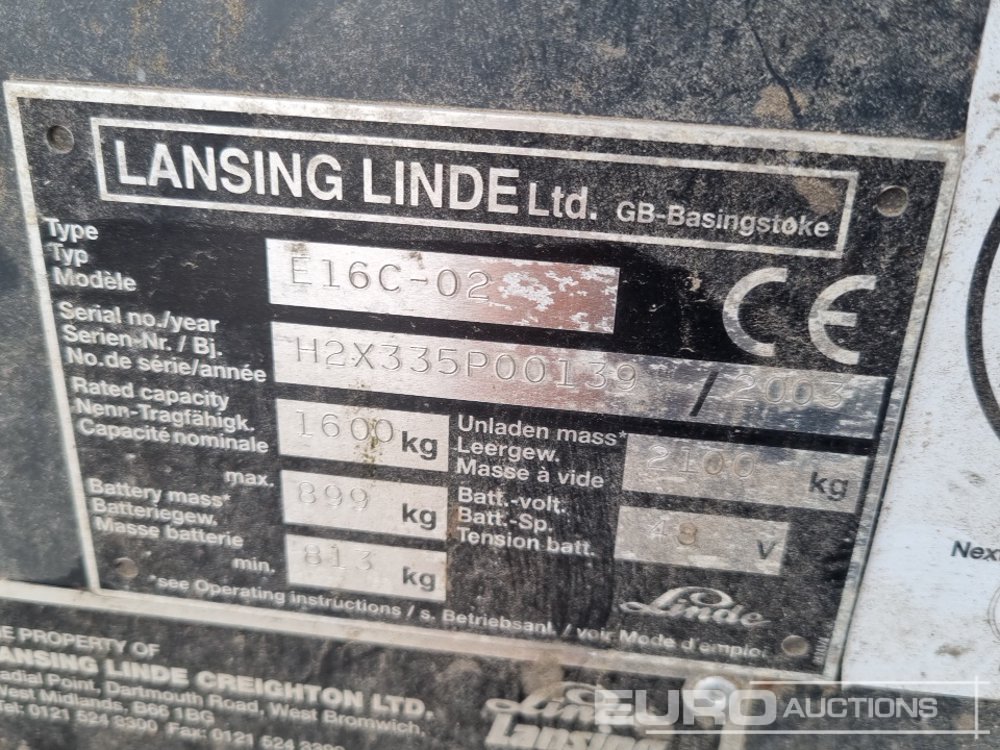 LANSING LINDE Ltd. GB-Basingstoke
Type
Typ
Modèle
E16C-02
Serial no./year
Serien-Nr. / Bj.
No.de série/année
H2X335P00139 / 2003
Rated capacity
Nenn-Tragfähigk.
Capacité nominale
1600 kg
Unladen mass*
Leergew.
Masse à vide
2100 kg
max.
Battery mass*
Batteriegew.
Masse batterie
min.
899 kg
813 kg
Batt.-volt.
Batt.-Sp.
Tension batt.
48 V
*see Operating instructions / s. Betriebsanl. / voir Mode d'emploi
Linde
CE
Next
PROPERTY OF
LANSING LINDE CREIGHTON LTD.
Radial Point, Dartmouth Road, West Bromwich,
West Midlands, B66 1BG
Tel: 0121 524 3300 Fax: 0121 524 3399
Linde
Lansing
EURO AUCTIONS